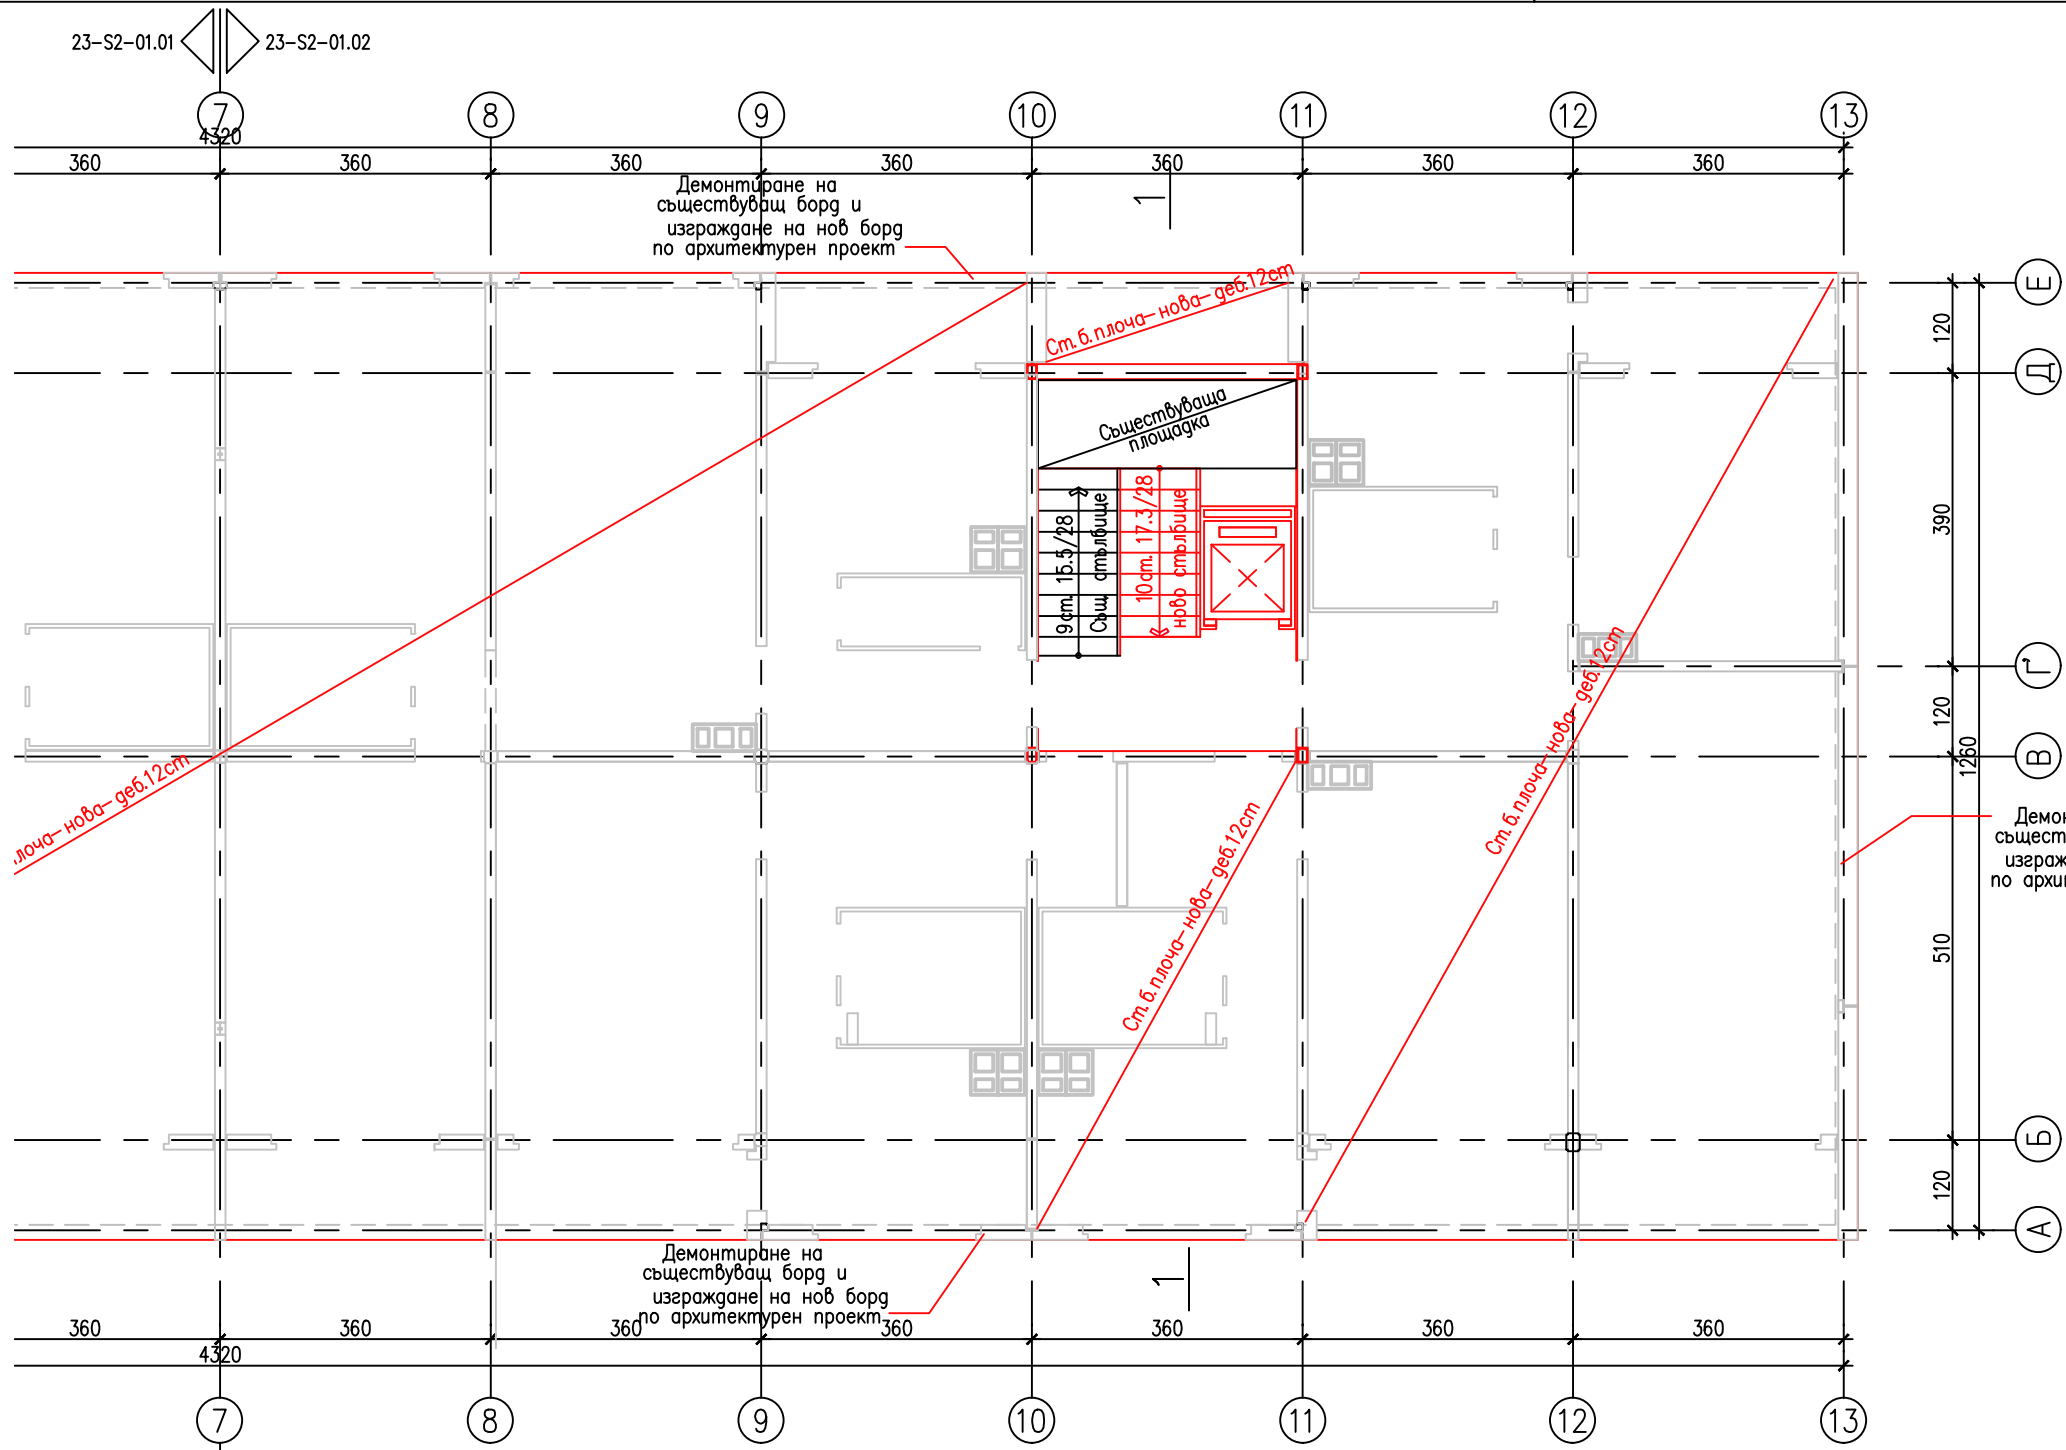 23-S2-01.01 23-S2-01.02
7 8 9 10 11 12 13
4320
360 360 360 360 360 360 360
Демонтиране на
съществуващ борд и
изграждане на нов борд
по архитектурен проект
1
Ст.б.плоча-нова-деб.12cm
Е
120
Д
Съществуваща
площадка
390
9ст. 15.5/28
Същ. стълбище
10ст. 17.3/28
ново стълбище
Г
120
В
1260
Ст.б.плоча-нова-деб.12cm
плоча-нова-деб.12cm
Ст.б.плоча-нова-деб.12cm
Демон
същест
изграж
по архи
510
Б
120
А
Демонтиране на
съществуващ борд и
изграждане на нов борд
по архитектурен проект
1
360 360 360 360 360 360 360
4320
7 8 9 10 11 12 13